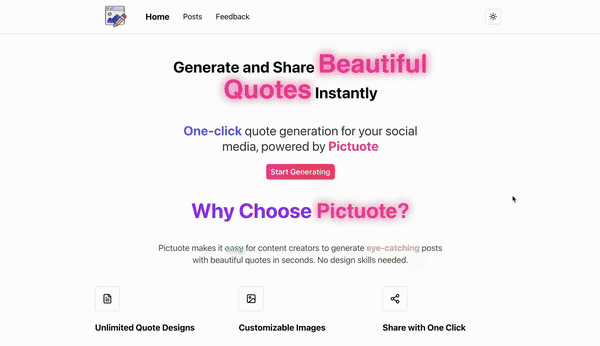 Home Posts Feedback
Generate and Share Beautiful
Quotes Instantly
One-click quote generation for your social
media, powered by Pictuote
Start Generating
Why Choose Pictuote?
Pictuote makes it easy for content creators to generate eye-catching posts
with beautiful quotes in seconds. No design skills needed.
Unlimited Quote Designs Customizable Images Share with One Click